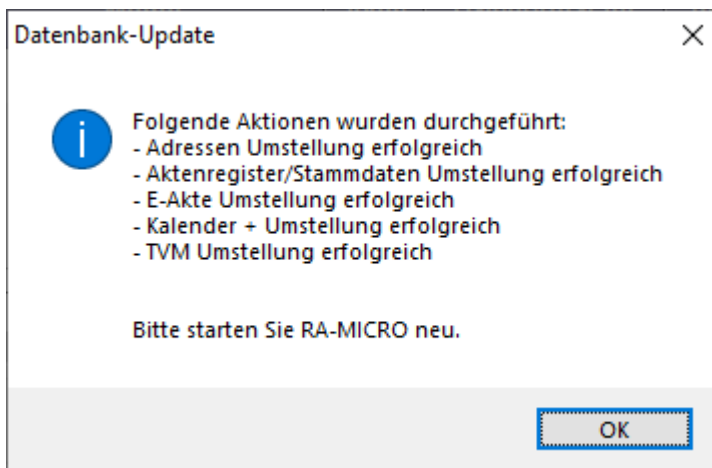 Datenbank-Update
Folgende Aktionen wurden durchgeführt:
- Adressen Umstellung erfolgreich
- Aktenregister/Stammdaten Umstellung erfolgreich
- E-Akte Umstellung erfolgreich
- Kalender + Umstellung erfolgreich
- TVM Umstellung erfolgreich
Bitte starten Sie RA-MICRO neu.
OK